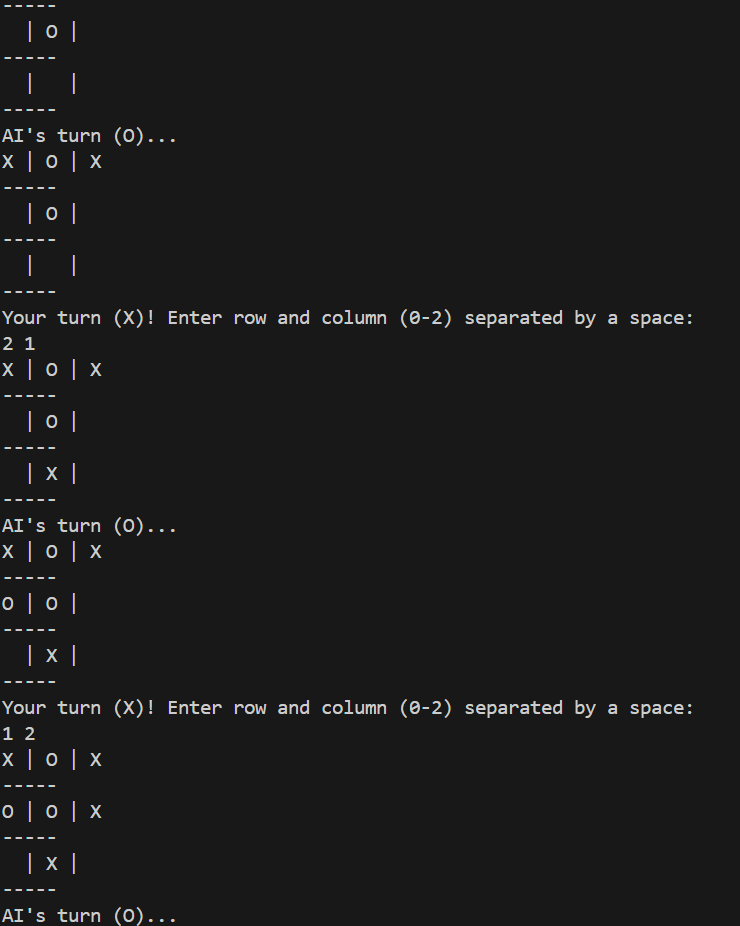 -----
  | O |
-----
  |   |
-----
AI's turn (O)...
X | O | X
-----
  | O |
-----
  |   |
-----
Your turn (X)! Enter row and column (0-2) separated by a space:
2 1
X | O | X
-----
  | O |
-----
  | X |
-----
AI's turn (O)...
X | O | X
-----
O | O |
-----
  | X |
-----
Your turn (X)! Enter row and column (0-2) separated by a space:
1 2
X | O | X
-----
O | O | X
-----
  | X |
-----
AI's turn (O)...